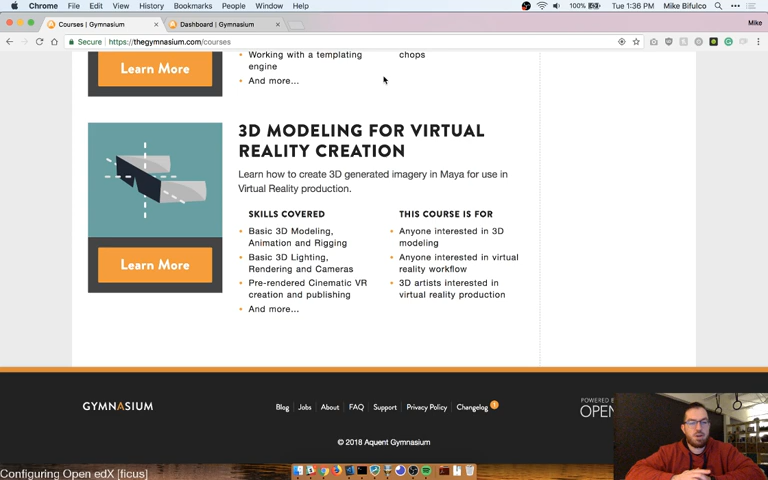 Chrome File Edit View History Bookmarks People Window Help 100% Tue 1:36 PM Mike Bifulco
Courses | Gymnasium Dashboard | Gymnasium Mike
Secure https://thegymnasium.com/courses
Learn More
Working with a templating
engine
And more...
chops
3D MODELING FOR VIRTUAL
REALITY CREATION
Learn how to create 3D generated imagery in Maya for use in
Virtual Reality production.
SKILLS COVERED
Basic 3D Modeling,
Animation and Rigging
Basic 3D Lighting,
Rendering and Cameras
Pre-rendered Cinematic VR
creation and publishing
And more...
THIS COURSE IS FOR
Anyone interested in 3D
modeling
Anyone interested in virtual
reality workflow
3D artists interested in
virtual reality production
Learn More
GYMNASIUM
Blog Jobs About FAQ Support Privacy Policy Changelog 1
POWERED B
OPEN
© 2018 Aquent Gymnasium
Configuring Open edX [ficus]